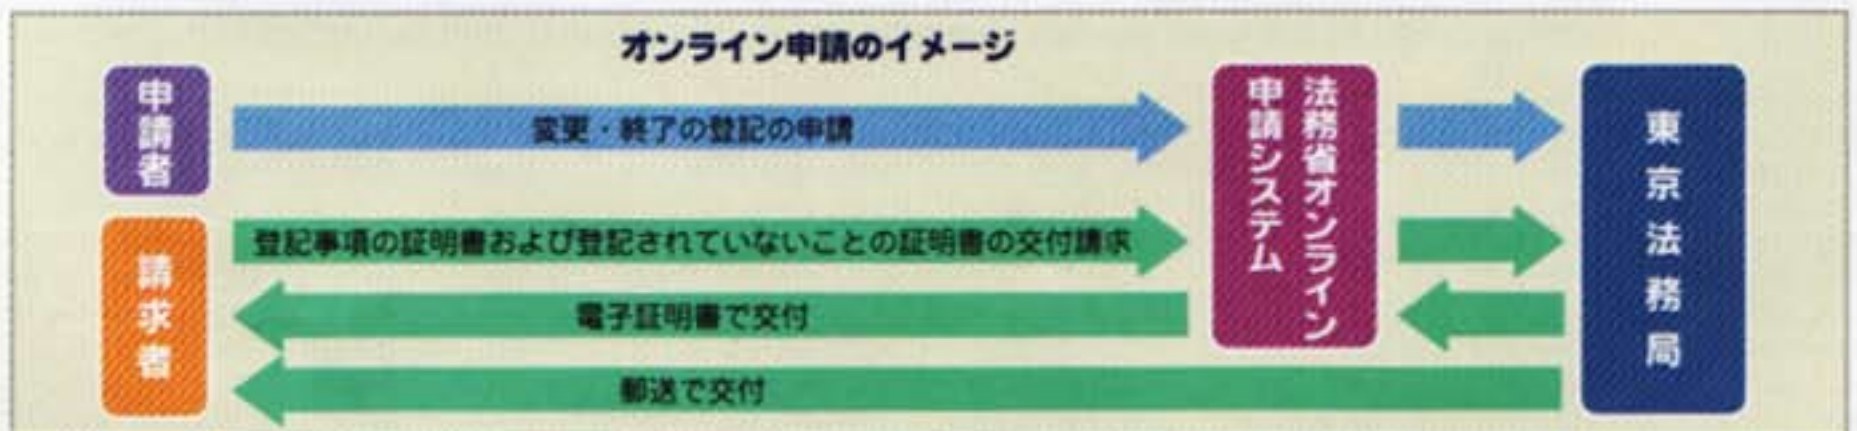 オンライン申請のイメージ
申請者
変更・終了の登記の申請
法務省オンライン
申請システム
東京法務局
請求者
登記事項の証明書および登記されていないことの証明書の交付請求
電子証明書で交付
郵送で交付